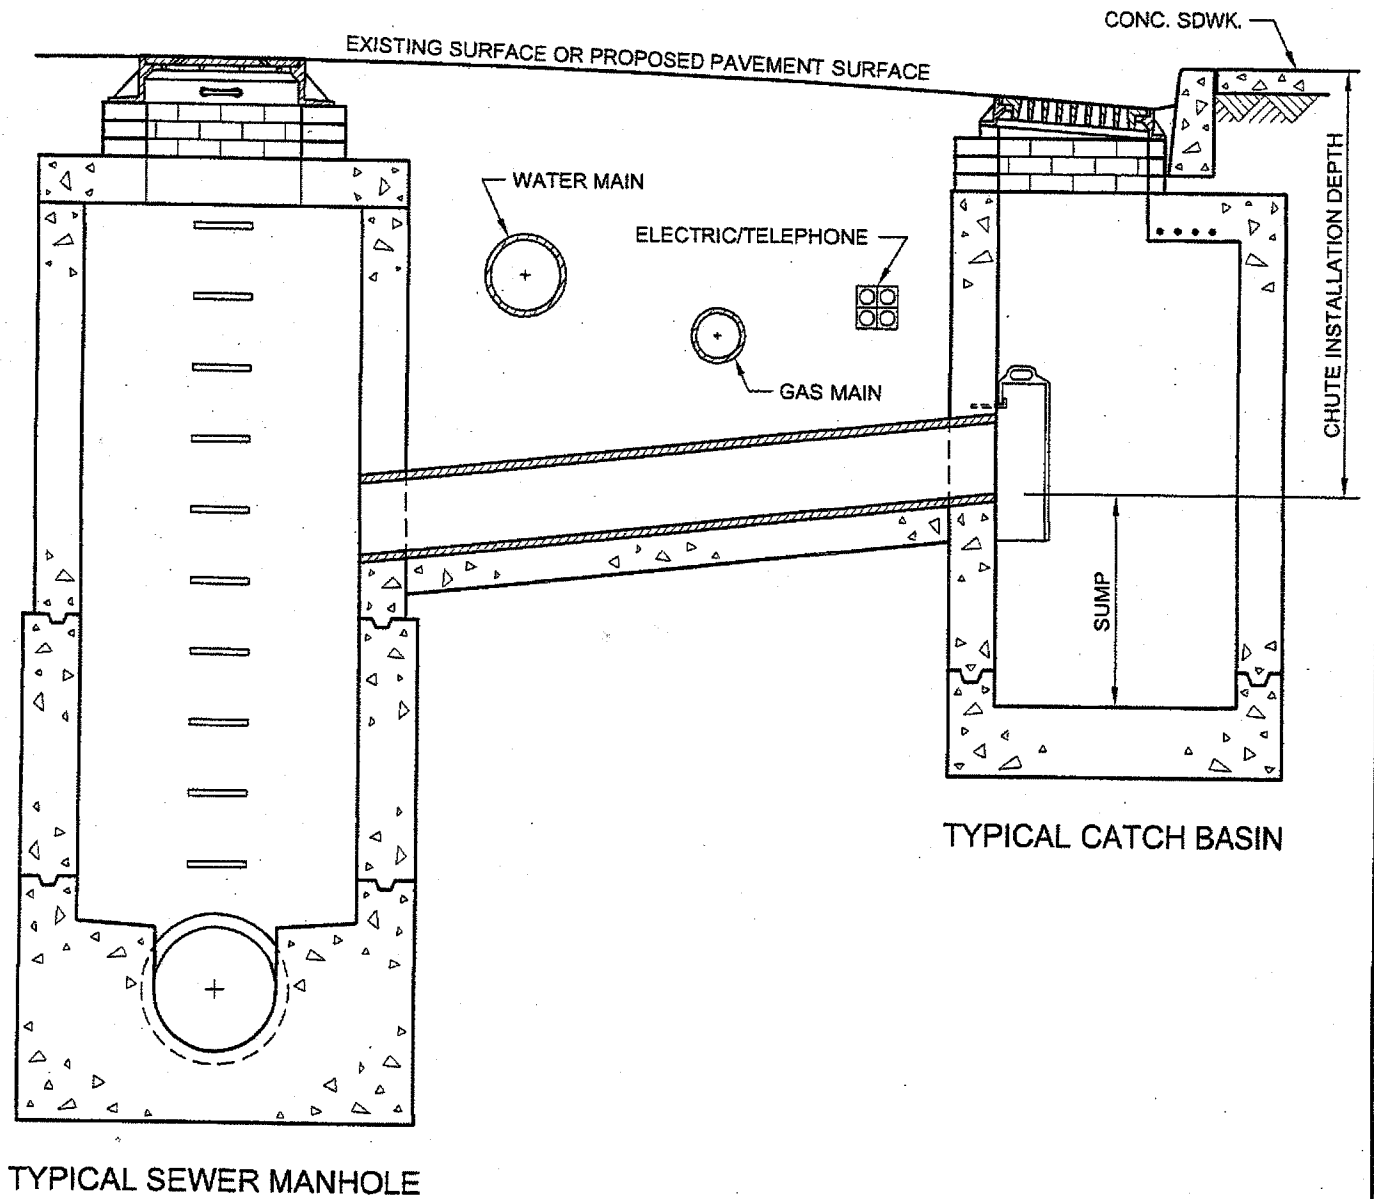 CONC. SDWK.
EXISTING SURFACE OR PROPOSED PAVEMENT SURFACE
WATER MAIN
ELECTRIC/TELEPHONE
GAS MAIN
CHUTE INSTALLATION DEPTH
SUMP
TYPICAL CATCH BASIN
TYPICAL SEWER MANHOLE